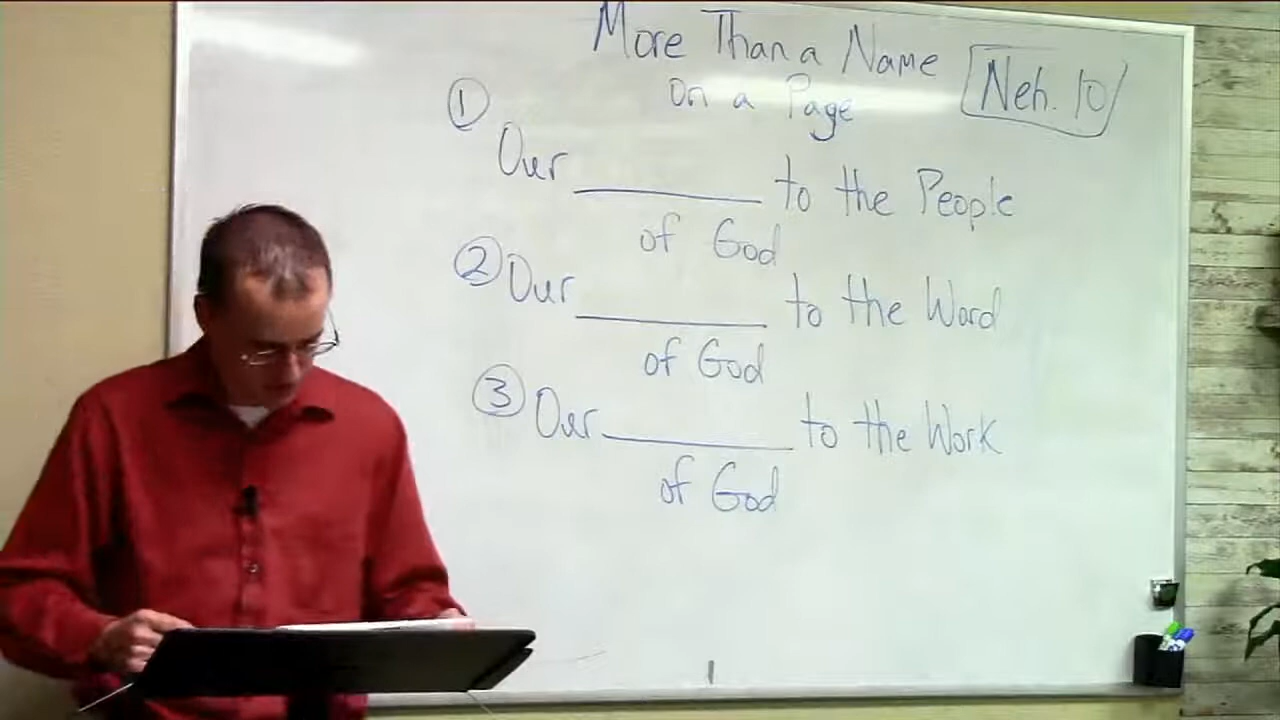 More Than a Name
on a Page
Neh. 10
① Our ________ to the People
of God
② Our ________ to the Word
of God
③ Our ________ to the Work
of God